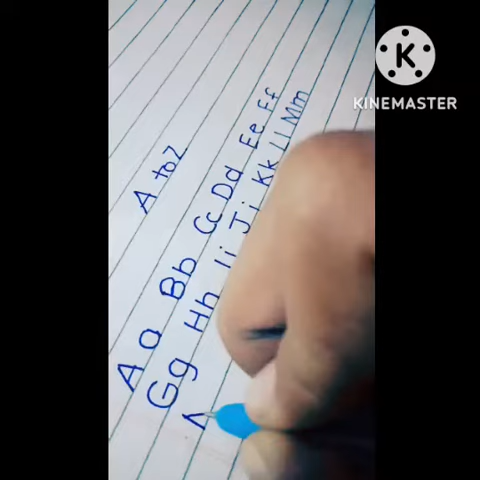 A to Z
Aa Bb Cc Dd Ee Ff
Gg Hh Ii Jj Kk Ll Mm
K
KINEMASTER